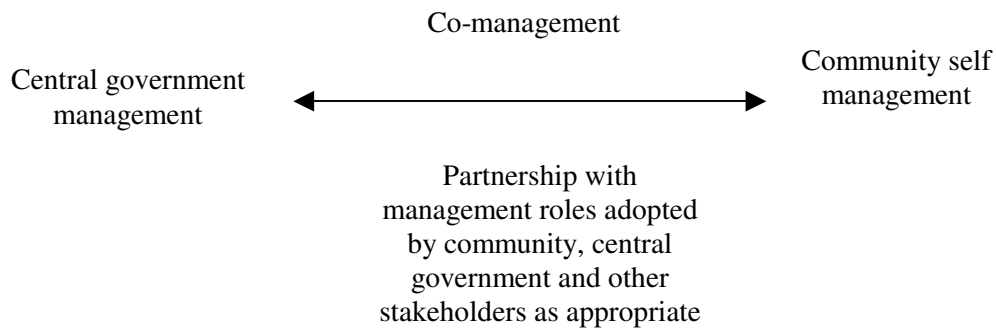 Co-management
Central government
management
Community self
management
Partnership with
management roles adopted
by community, central
government and other
stakeholders as appropriate